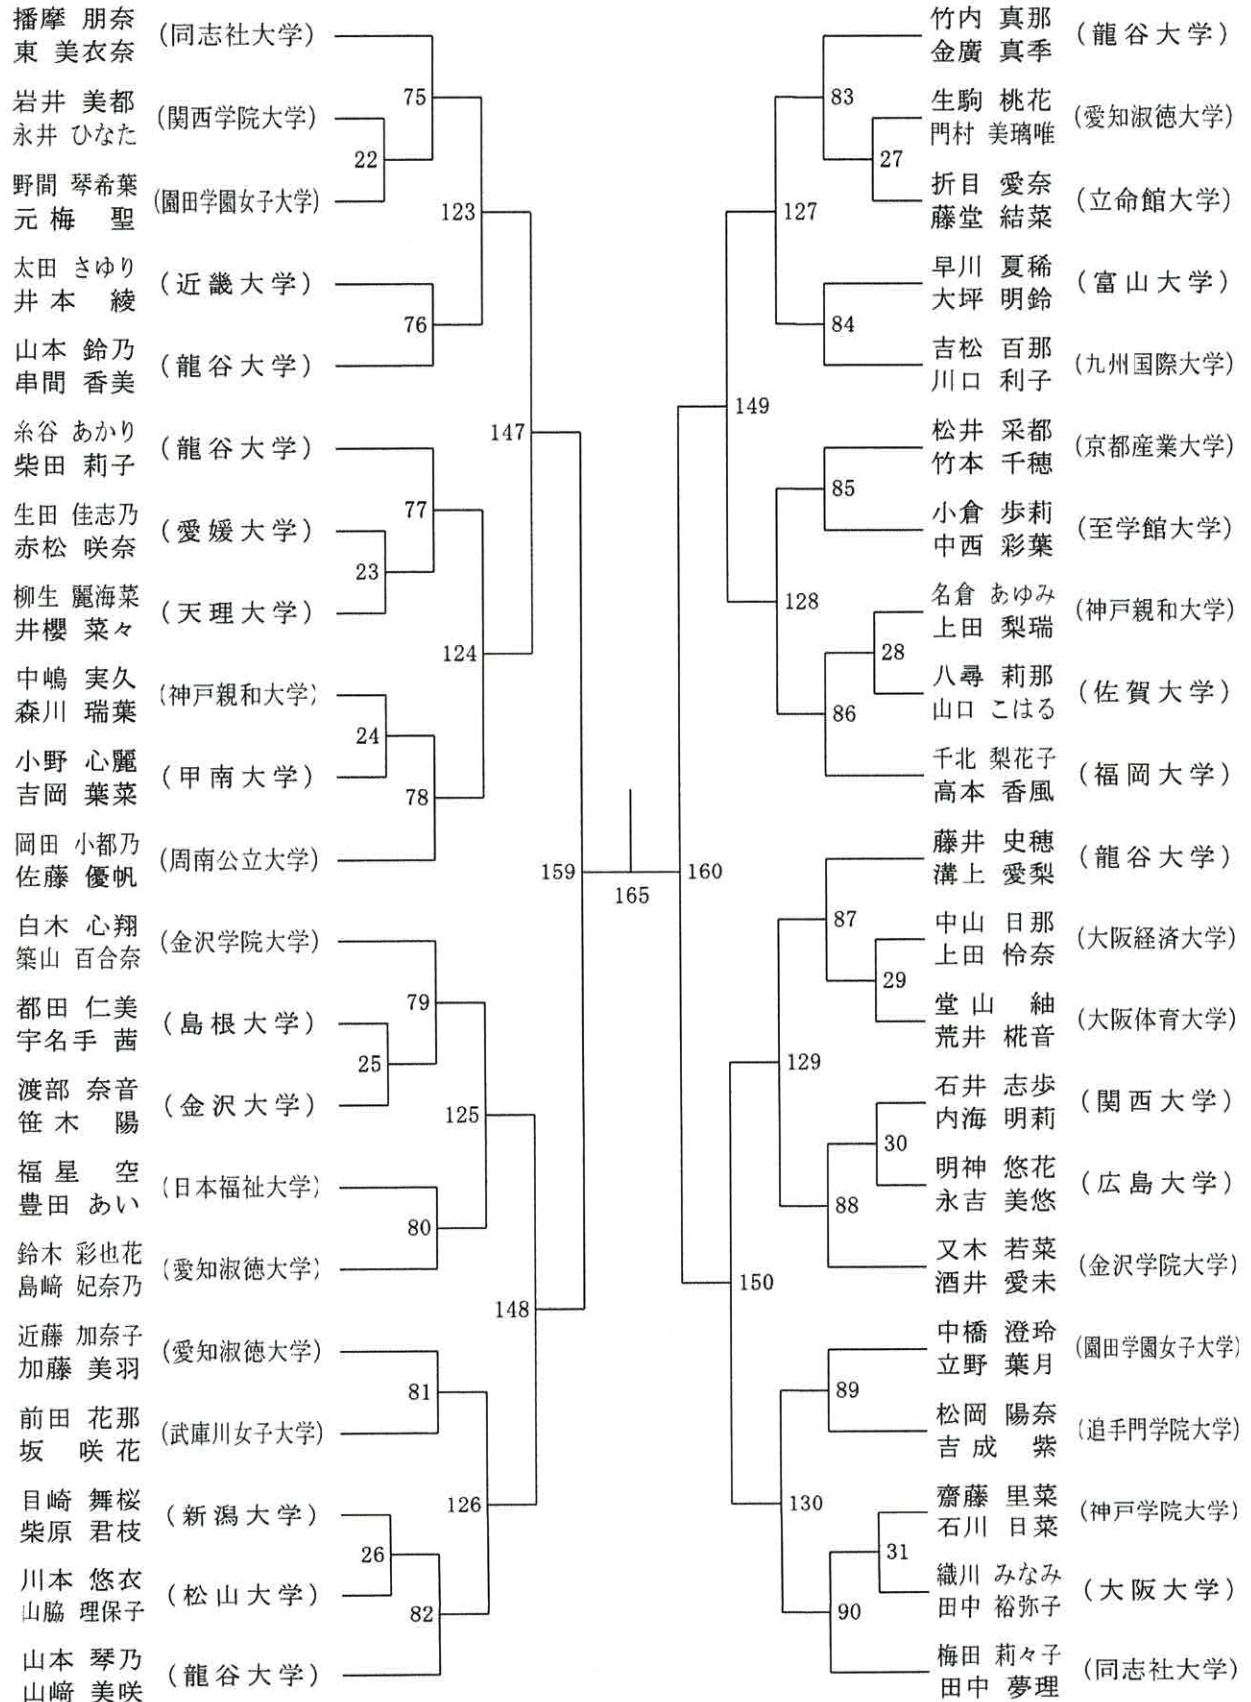 播摩 朋奈
東 美衣奈
(同志社大学)
岩井 美都
永井 ひなた
(関西学院大学)
野間 琴希葉
元梅 聖
(園田学園女子大学)
太田 さゆり
井本 綾
(近畿大学)
山本 鈴乃
串間 香美
(龍谷大学)
糸谷 あかり
柴田 莉子
(龍谷大学)
生田 佳志乃
赤松 咲奈
(愛媛大学)
柳生 麗海菜
井櫻 菜々
(天理大学)
中嶋 実久
森川 瑞葉
(神戸親和大学)
小野 心麗
吉岡 葉菜
(甲南大学)
岡田 小都乃
佐藤 優帆
(周南公立大学)
白木 心翔
築山 百合奈
(金沢学院大学)
都田 仁美
宇名手 茜
(島根大学)
渡部 奈音
笹木 陽
(金沢大学)
福星 空
豊田 あい
(日本福祉大学)
鈴木 彩也花
島﨑 妃奈乃
(愛知淑徳大学)
近藤 加奈子
加藤 美羽
(愛知淑徳大学)
前田 花那
坂 咲花
(武庫川女子大学)
目崎 舞桜
柴原 君枝
(新潟大学)
川本 悠衣
山脇 理保子
(松山大学)
山本 琴乃
山﨑 美咲
(龍谷大学)
75
22
123
76
147
77
23
124
24
78
159
79
25
125
80
148
81
126
26
82
165
160
83
27
127
84
149
85
128
28
86
87
29
129
30
88
150
89
130
31
90
竹内 真那
金廣 真季
(龍谷大学)
生駒 桃花
門村 美璃唯
(愛知淑徳大学)
折目 愛奈
藤堂 結菜
(立命館大学)
早川 夏稀
大坪 明鈴
(富山大学)
吉松 百那
川口 利子
(九州国際大学)
松井 采都
竹本 千穂
(京都産業大学)
小倉 歩莉
中西 彩葉
(至学館大学)
名倉 あゆみ
上田 梨瑞
(神戸親和大学)
八尋 莉那
山口 こはる
(佐賀大学)
千北 梨花子
高本 香風
(福岡大学)
藤井 史穂
溝上 愛梨
(龍谷大学)
中山 日那
上田 怜奈
(大阪経済大学)
堂山 紬
荒井 椛音
(大阪体育大学)
石井 志歩
内海 明莉
(関西大学)
明神 悠花
永吉 美悠
(広島大学)
又木 若菜
酒井 愛未
(金沢学院大学)
中橋 澄玲
立野 葉月
(園田学園女子大学)
松岡 陽奈
吉成 紫
(追手門学院大学)
齋藤 里菜
石川 日菜
(神戸学院大学)
織川 みなみ
田中 裕弥子
(大阪大学)
梅田 莉々子
田中 夢理
(同志社大学)